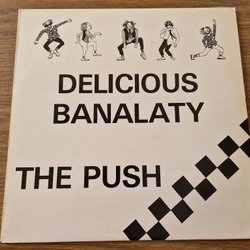 DELICIOUS
BANALATY
THE PUSH